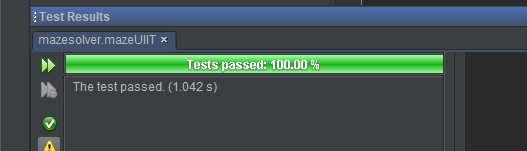 Test Results
mazesolver.mazeUIIT ×
Tests passed: 100.00 %
The test passed. (1.042 s)